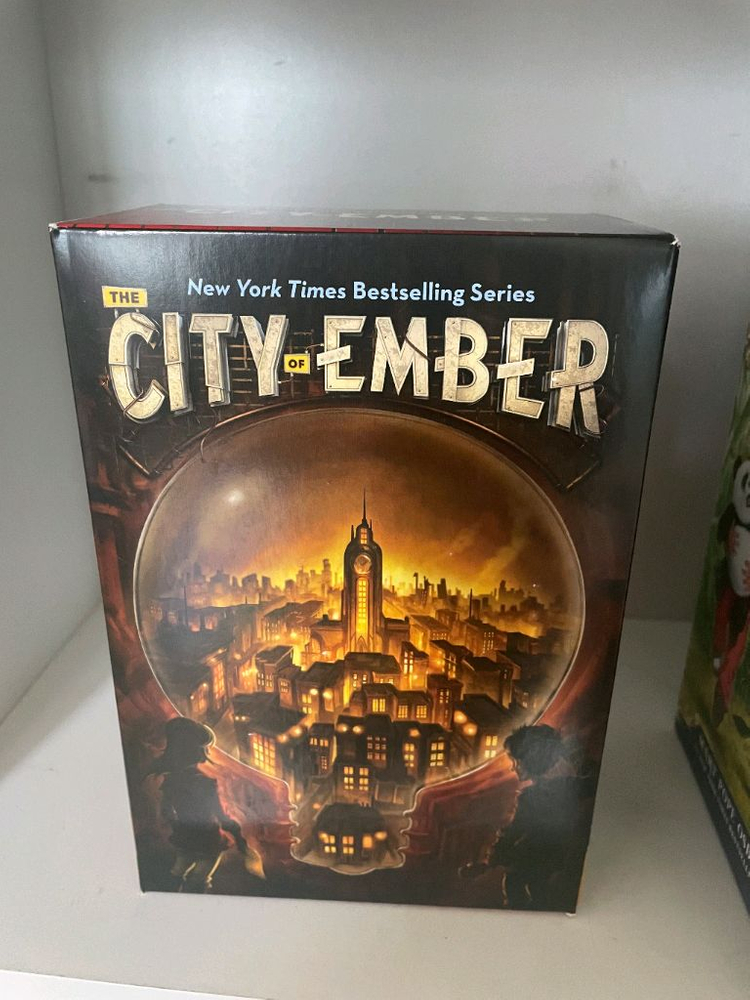 New York Times Bestselling Series
THE
CITY OF EMBER